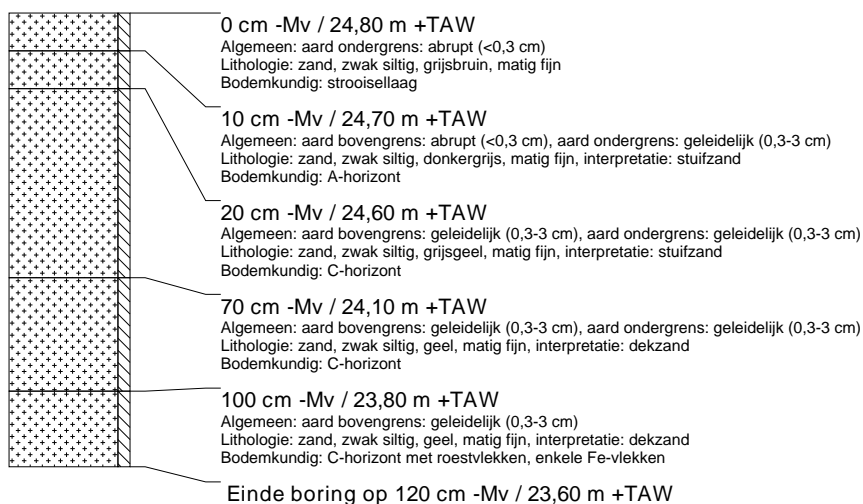 0 cm -Mv / 24,80 m +TAW
Algemeen: aard ondergrens: abrupt (<0,3 cm)
Lithologie: zand, zwak siltig, grijsbruin, matig fijn
Bodemkundig: strooisellaag
10 cm -Mv / 24,70 m +TAW
Algemeen: aard bovengrens: abrupt (<0,3 cm), aard ondergrens: geleidelijk (0,3-3 cm)
Lithologie: zand, zwak siltig, donkergrijs, matig fijn, interpretatie: stuifzand
Bodemkundig: A-horizont
20 cm -Mv / 24,60 m +TAW
Algemeen: aard bovengrens: geleidelijk (0,3-3 cm), aard ondergrens: geleidelijk (0,3-3 cm)
Lithologie: zand, zwak siltig, grijsgeel, matig fijn, interpretatie: stuifzand
Bodemkundig: C-horizont
70 cm -Mv / 24,10 m +TAW
Algemeen: aard bovengrens: geleidelijk (0,3-3 cm), aard ondergrens: geleidelijk (0,3-3 cm)
Lithologie: zand, zwak siltig, geel, matig fijn, interpretatie: dekzand
Bodemkundig: C-horizont
100 cm -Mv / 23,80 m +TAW
Algemeen: aard bovengrens: geleidelijk (0,3-3 cm)
Lithologie: zand, zwak siltig, geel, matig fijn, interpretatie: dekzand
Bodemkundig: C-horizont met roestvlekken, enkele Fe-vlekken
Einde boring op 120 cm -Mv / 23,60 m +TAW